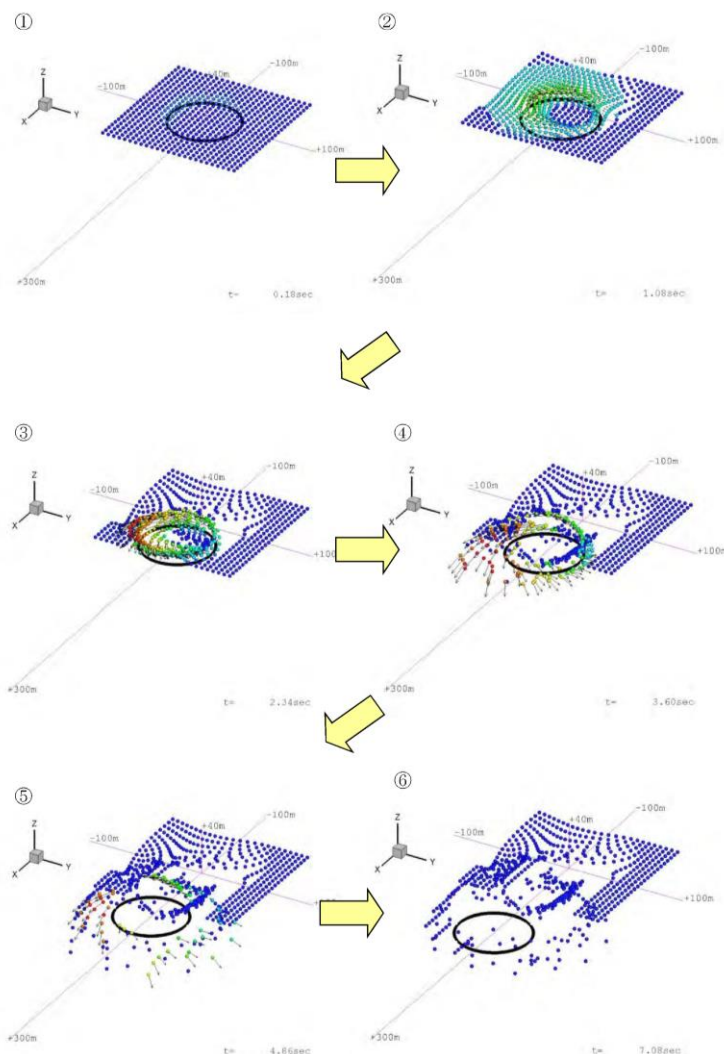 ①
Z
X
Y
-100m
+40m
-100m
+100m
+300m
t= 0.18sec
②
Z
X
Y
-100m
+40m
-100m
+100m
+300m
t= 1.08sec
③
Z
X
Y
-100m
+40m
-100m
+300m
t= 2.34sec
④
Z
X
Y
-100m
+40m
-100m
+100m
+300m
t= 3.60sec
⑤
Z
X
Y
-100m
+40m
-100m
+100m
+300m
t= 4.86sec
⑥
Z
X
Y
-100m
+40m
-100m
+100m
+300m
t= 7.08sec